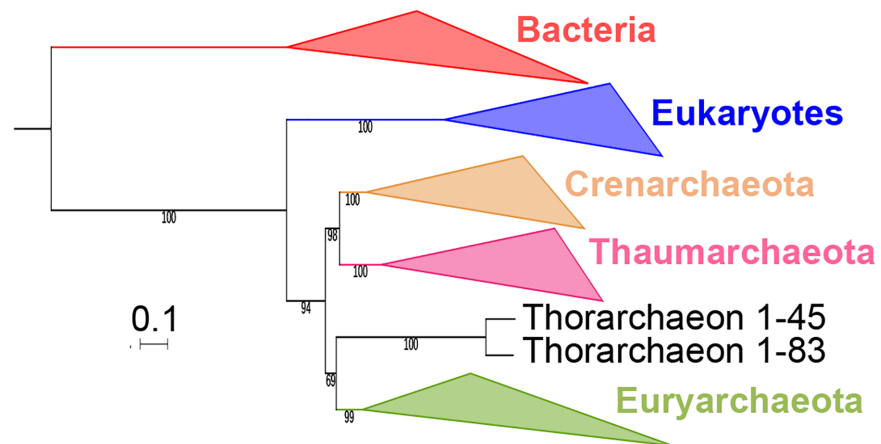 Bacteria
Eukaryotes
100
Crenarchaeota
100
100
98
Thaumarchaeota
100
94
0.1
Thorarchaeon 1-45
100
Thorarchaeon 1-83
69
Euryarchaeota
99